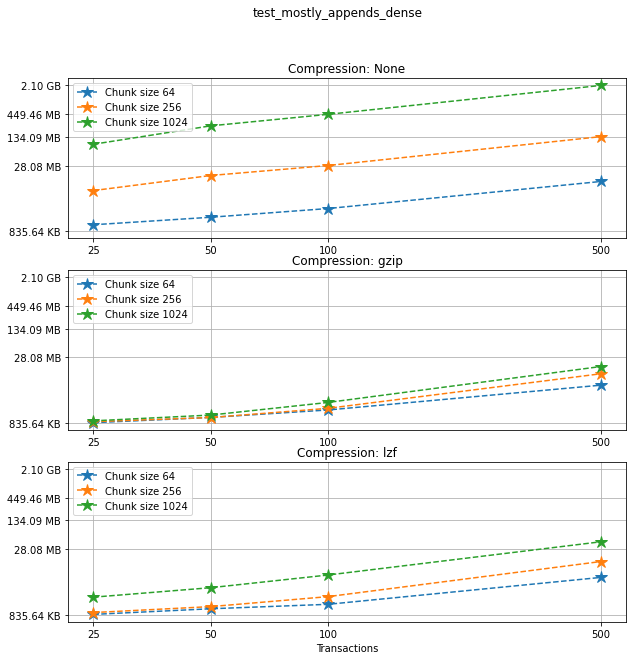 test_mostly_appends_dense
Compression: None
2.10 GB
449.46 MB
134.09 MB
28.08 MB
835.64 KB
Chunk size 64
Chunk size 256
Chunk size 1024
25 50 100 500
Compression: gzip
2.10 GB
449.46 MB
134.09 MB
28.08 MB
835.64 KB
Chunk size 64
Chunk size 256
Chunk size 1024
25 50 100 500
Compression: lzf
2.10 GB
449.46 MB
134.09 MB
28.08 MB
835.64 KB
Chunk size 64
Chunk size 256
Chunk size 1024
25 50 100 500
Transactions